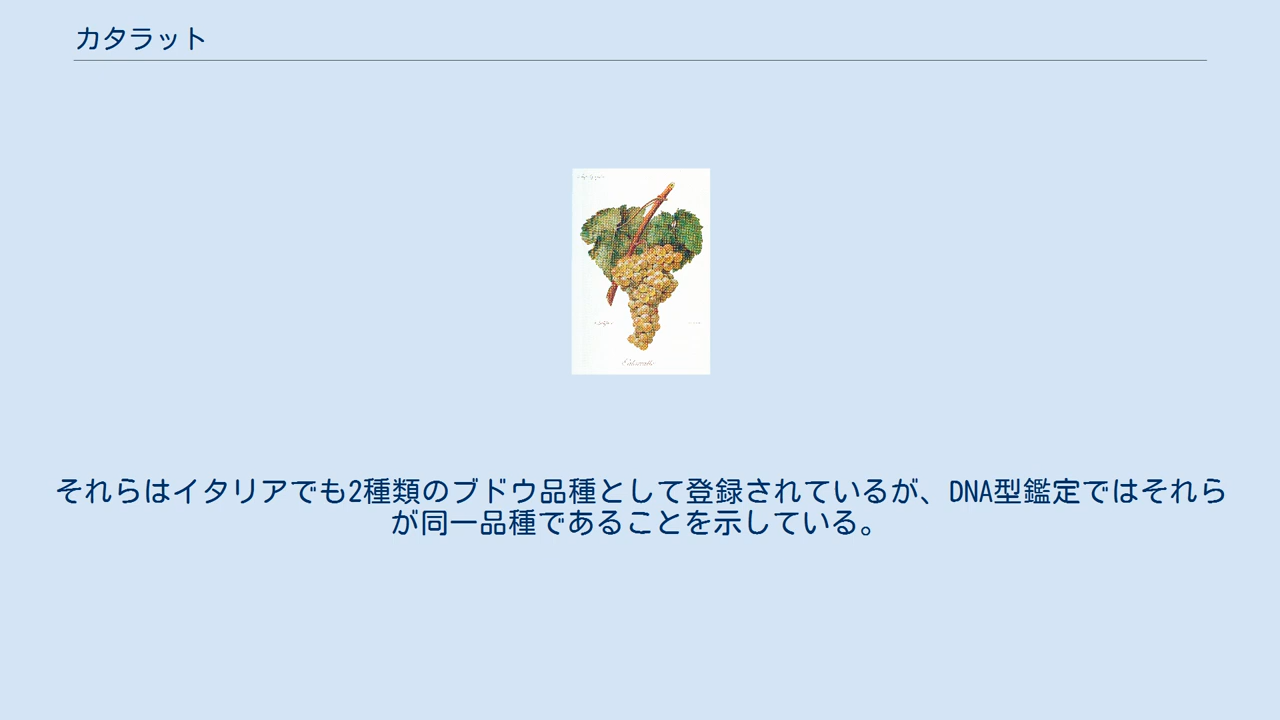 カタラット
それらはイタリアでも2種類のブドウ品種として登録されているが、DNA型鑑定ではそれら
が同一品種であることを示している。